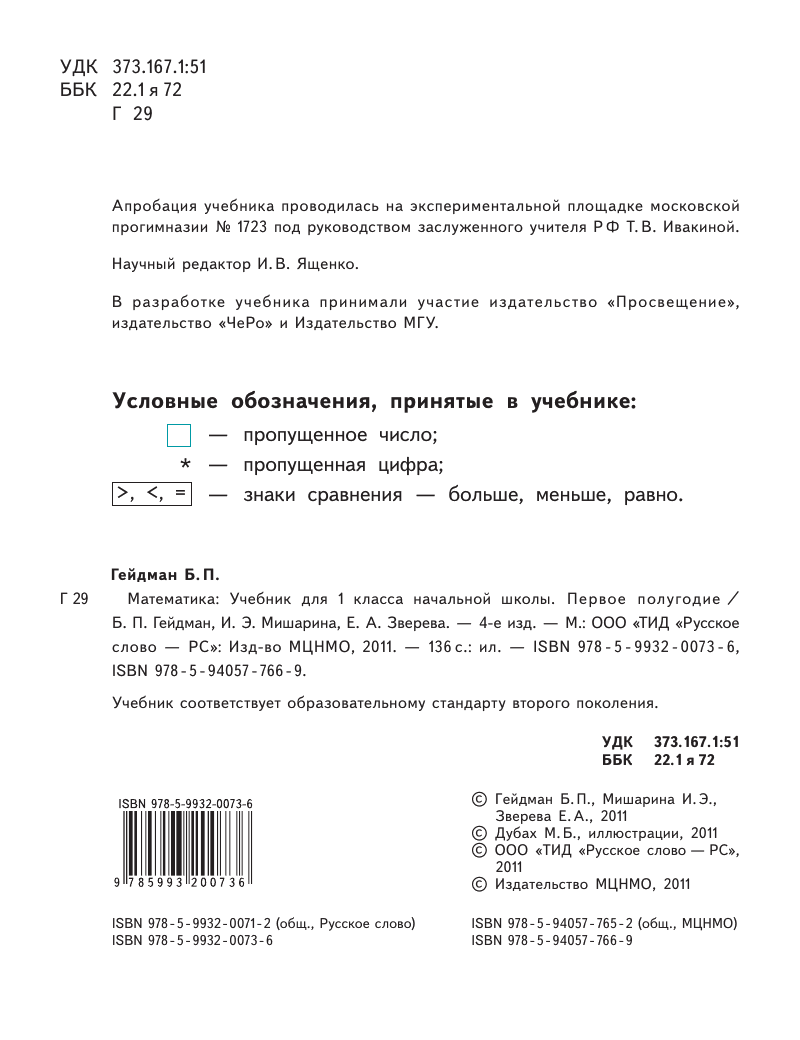 УДК 373.167.1:51
ББК 22.1 я 72
Г 29
Апробация учебника проводилась на экспериментальной площадке московской
прогимназии № 1723 под руководством заслуженного учителя РФ Т. В. Ивакиной.
Научный редактор И. В. Ященко.
В разработке учебника принимали участие издательство «Просвещение»,
издательство «ЧеРо» и Издательство МГУ.
Условные обозначения, принятые в учебнике:
— пропущенное число;
* — пропущенная цифра;
>, <, = — знаки сравнения — больше, меньше, равно.
Гейдман Б. П.
Г 29 Математика: Учебник для 1 класса начальной школы. Первое полугодие /
Б. П. Гейдман, И. Э. Мишарина, Е. А. Зверева. — 4-е изд. — М.: ООО «ТИД «Русское
слово — РС»: Изд-во МЦНМО, 2011. — 136 с.: ил. — ISBN 978-5-9932-0073-6,
ISBN 978-5-94057-766-9.
Учебник соответствует образовательному стандарту второго поколения.
УДК 373.167.1:51
ББК 22.1 я 72
ISBN 978-5-9932-0073-6
9 785993 200736
© Гейдман Б. П., Мишарина И. Э.,
Зверева Е. А., 2011
© Дубах М. Б., иллюстрации, 2011
© ООО «ТИД «Русское слово — РС»,
2011
© Издательство МЦНМО, 2011
ISBN 978-5-9932-0071-2 (общ., Русское слово)
ISBN 978-5-9932-0073-6
ISBN 978-5-94057-765-2 (общ., МЦНМО)
ISBN 978-5-94057-766-9